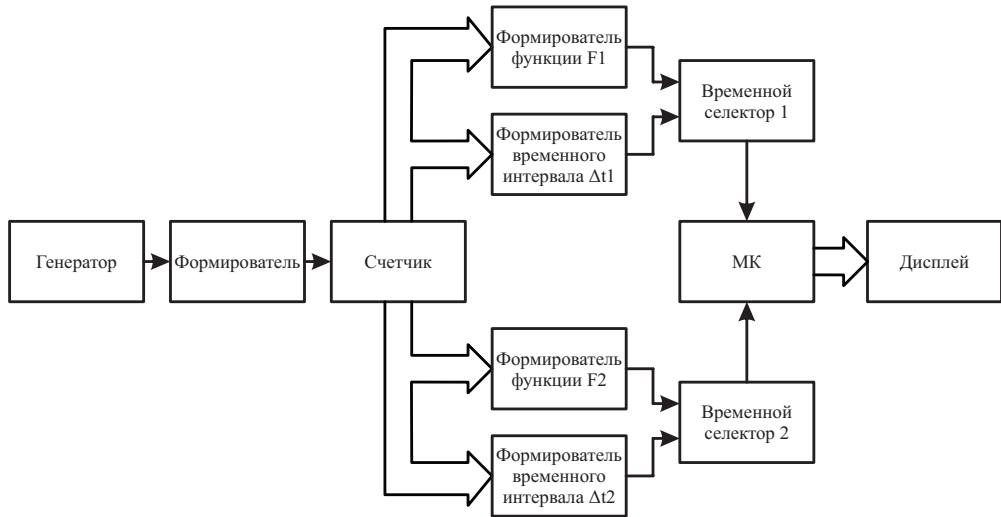 Формирователь
функции F1
Временной
селектор 1
Формирователь
временного
интервала Δt1
Генератор
Формирователь
Счетчик
МК
Дисплей
Формирователь
функции F2
Временной
селектор 2
Формирователь
временного
интервала Δt2